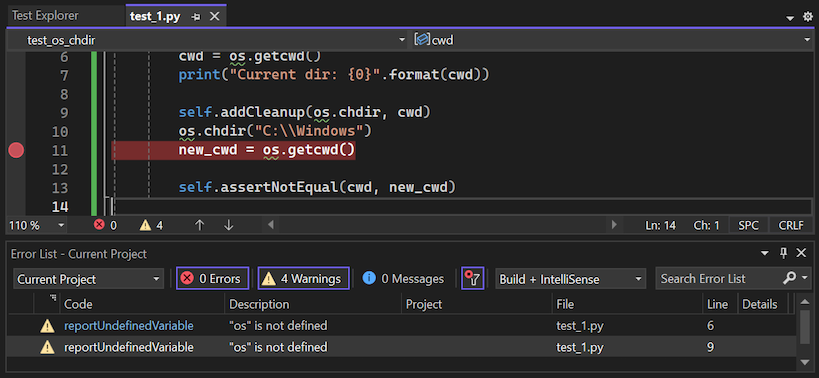 Test Explorer test_1.py
test_os_chdir cwd
6 cwd = os.getcwd()
7 print("Current dir: {0}".format(cwd))
8
9 self.addCleanup(os.chdir, cwd)
10 os.chdir("C:\\Windows")
11 new_cwd = os.getcwd()
12
13 self.assertNotEqual(cwd, new_cwd)
14
110 % 0 4 Ln: 14 Ch: 1 SPC CRLF
Error List - Current Project
Current Project 0 Errors 4 Warnings 0 Messages Build + IntelliSense Search Error List
Code Description Project File Line Details
reportUndefinedVariable "os" is not defined test_1.py 6
reportUndefinedVariable "os" is not defined test_1.py 9